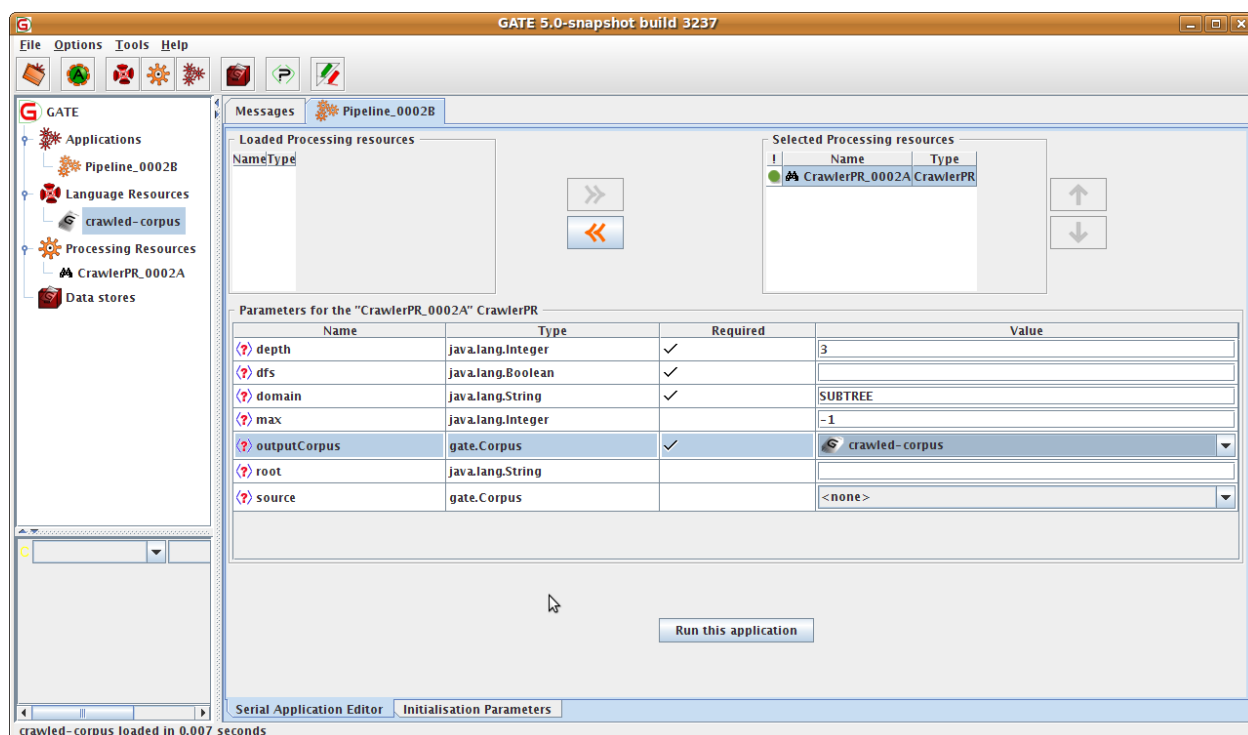 GATE 5.0-snapshot build 3237
File Options Tools Help
GATE
Applications
Pipeline_0002B
Language Resources
crawled-corpus
Processing Resources
CrawlerPR_0002A
Data stores
Messages Pipeline_0002B
Loaded Processing resources
Name Type
Selected Processing resources
! Name Type
CrawlerPR_0002A CrawlerPR
Parameters for the "CrawlerPR_0002A" CrawlerPR
Name Type Required Value
<?> depth java.lang.Integer ✓ 3
<?> dfs java.lang.Boolean ✓
<?> domain java.lang.String ✓ SUBTREE
<?> max java.lang.Integer -1
<?> outputCorpus gate.Corpus ✓ crawled-corpus
<?> root java.lang.String
<?> source gate.Corpus <none>
C
Run this application
Serial Application Editor Initialisation Parameters
crawled-corpus loaded in 0.007 seconds